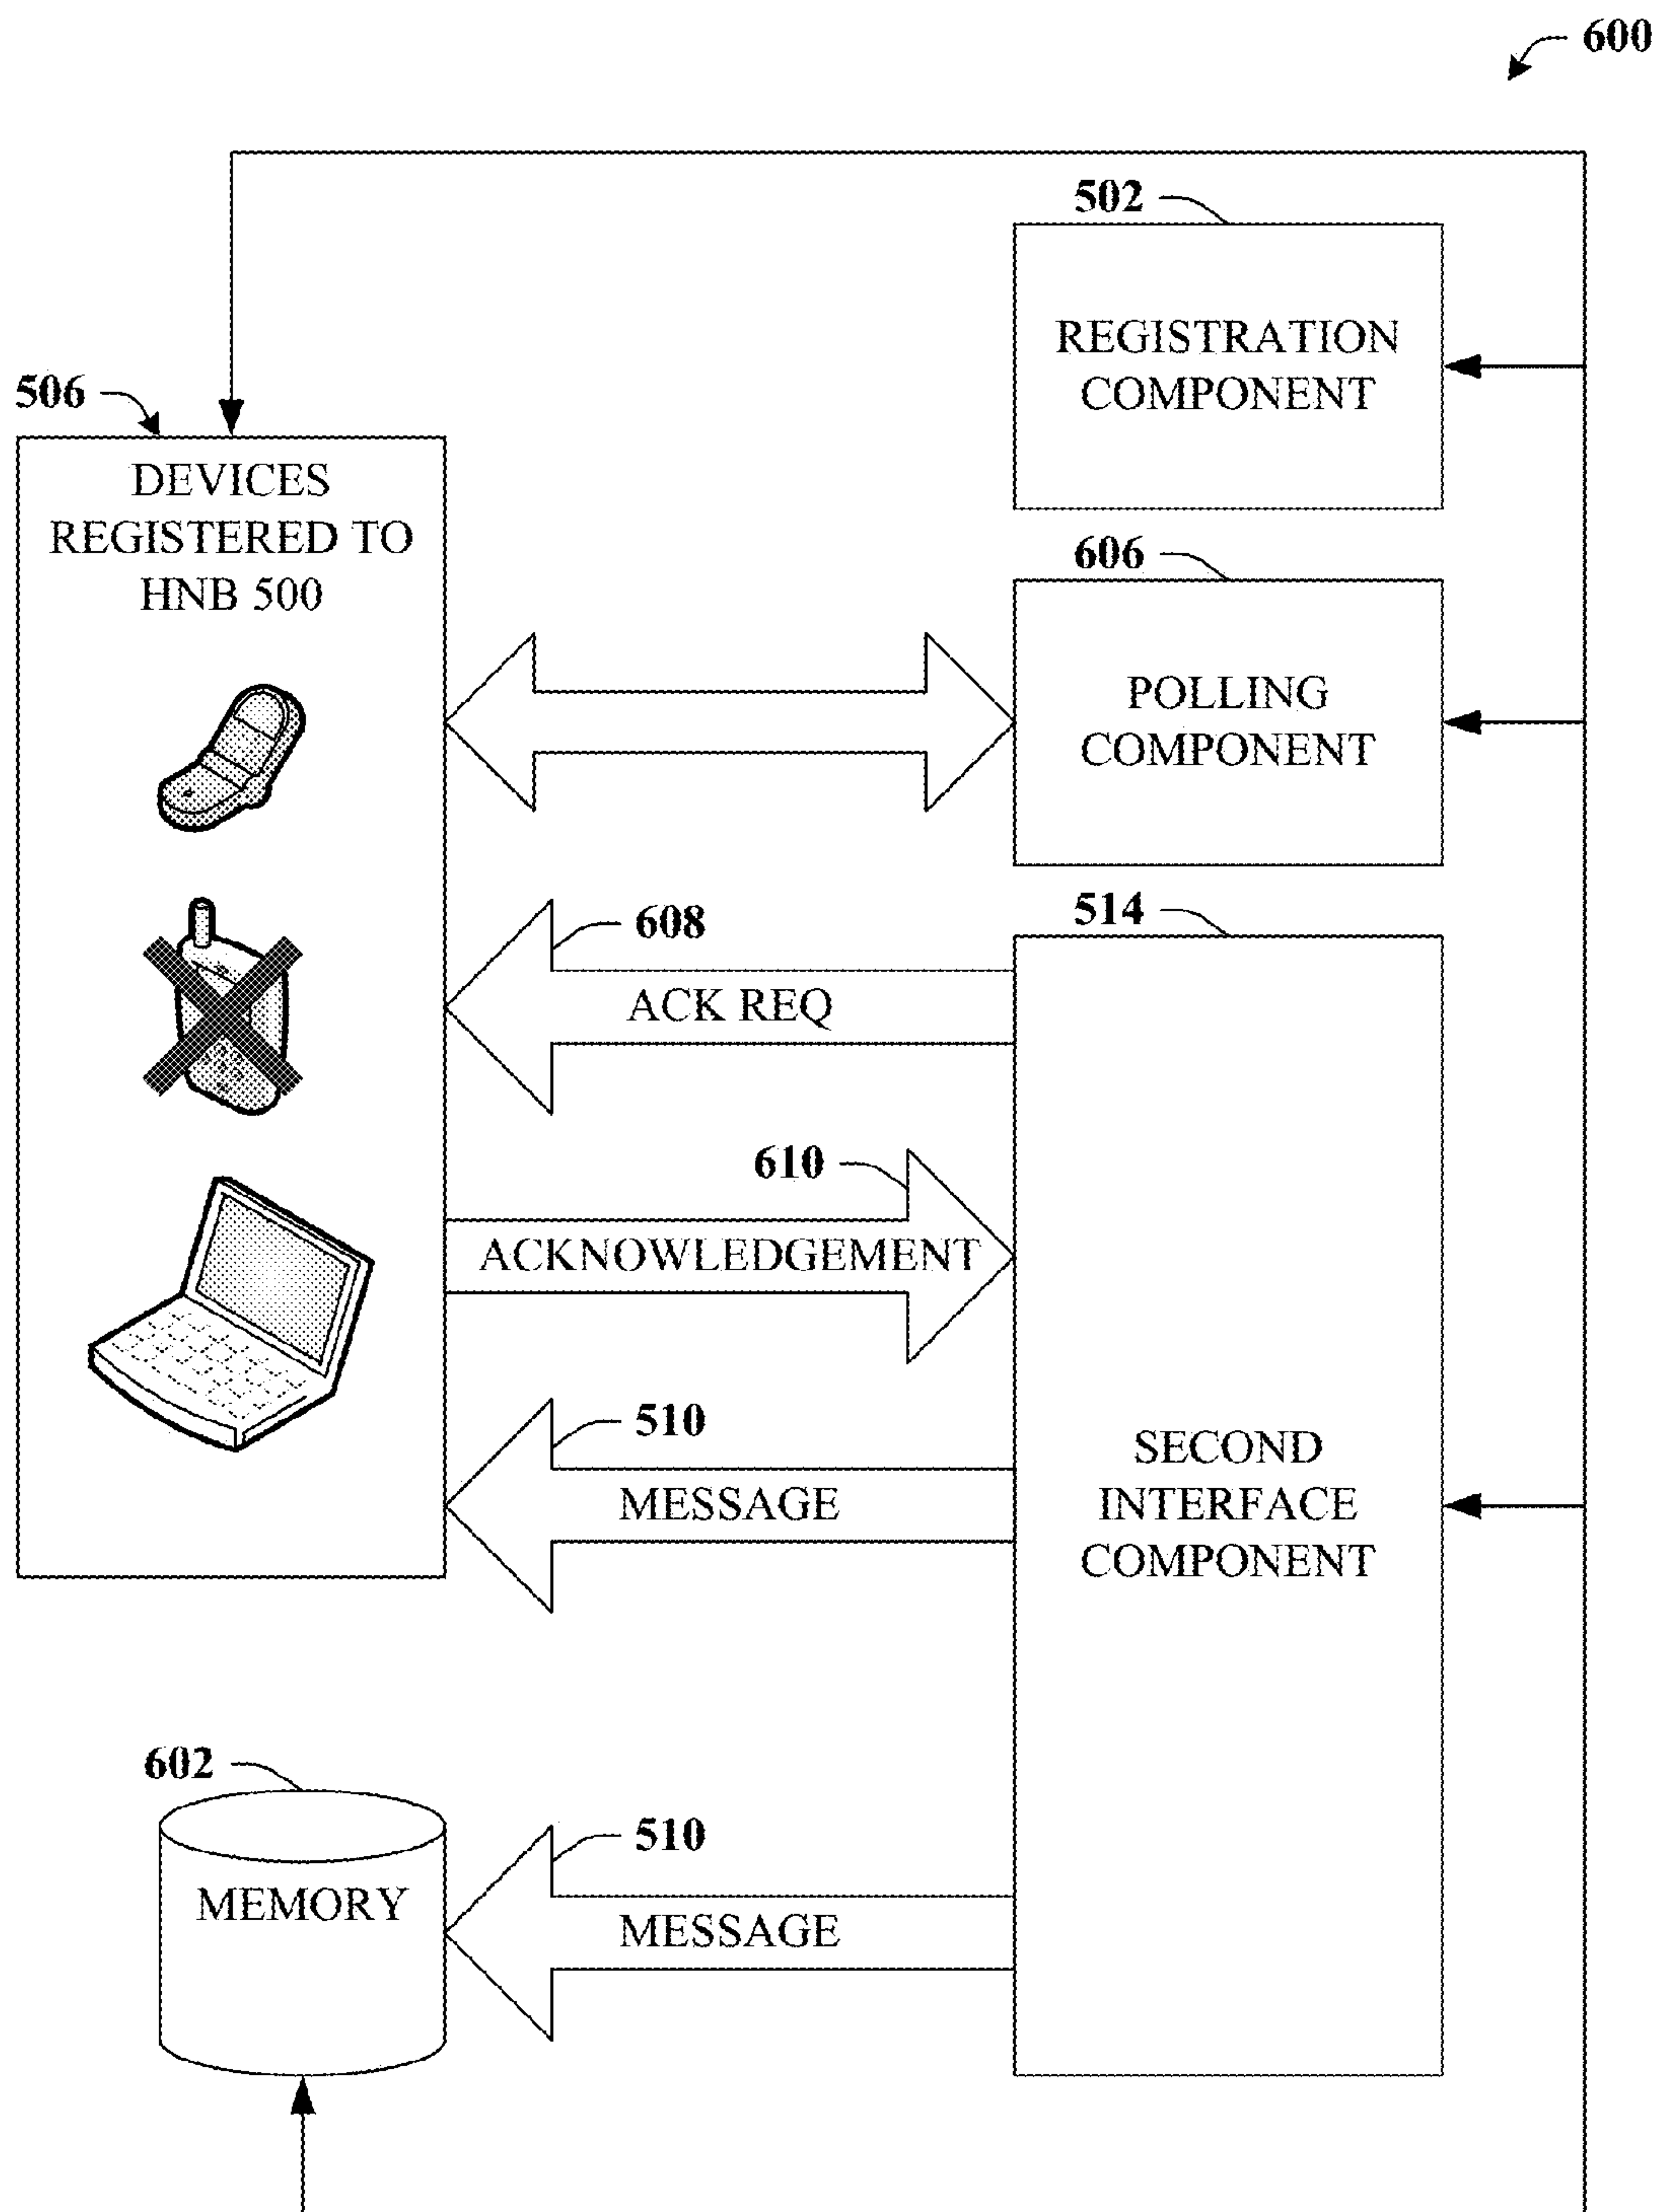 600
502
REGISTRATION
COMPONENT
506
DEVICES
REGISTERED TO
HNB 500
606
POLLING
COMPONENT
608
ACK REQ
514
610
ACKNOWLEDGEMENT
510
MESSAGE
SECOND
INTERFACE
COMPONENT
602
MEMORY
510
MESSAGE